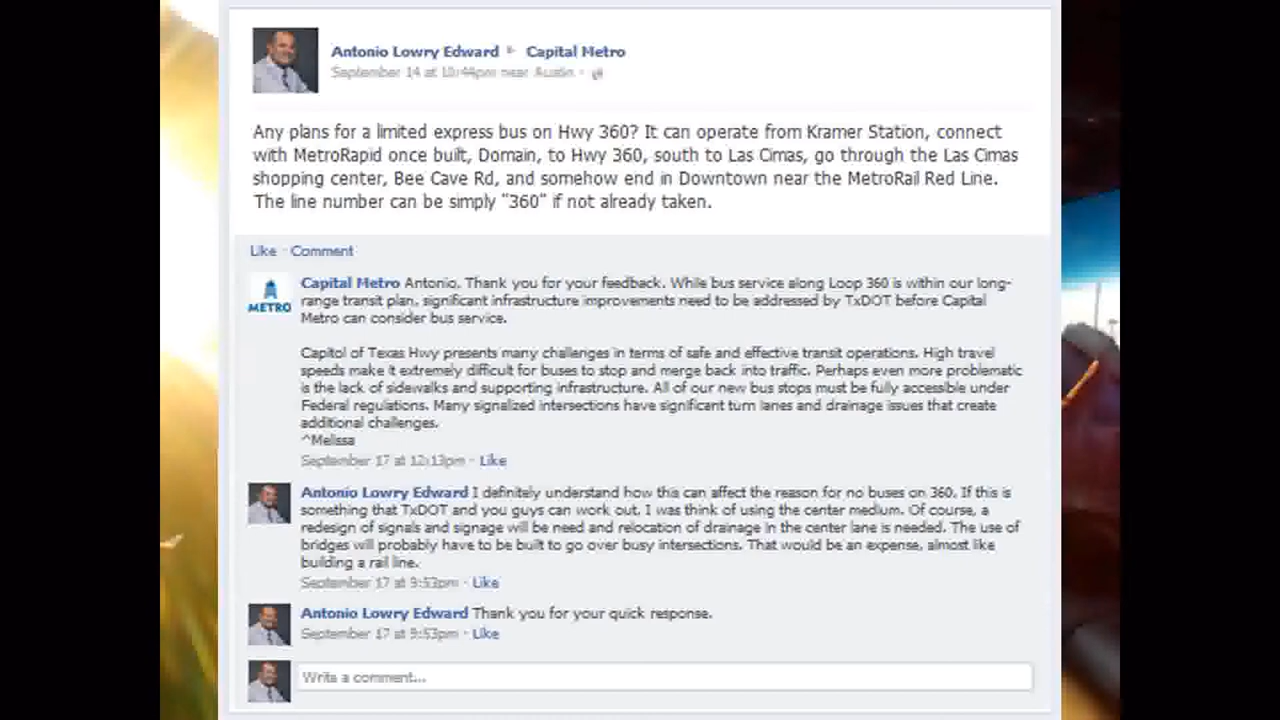 Antonio Lowry Edward ▸ Capital Metro
September 14 at 10:44pm near Austin ·
Any plans for a limited express bus on Hwy 360? It can operate from Kramer Station, connect
with MetroRapid once built, Domain, to Hwy 360, south to Las Cimas, go through the Las Cimas
shopping center, Bee Cave Rd, and somehow end in Downtown near the MetroRail Red Line.
The line number can be simply "360" if not already taken.
Like · Comment
METRO
Capital Metro Antonio, Thank you for your feedback. While bus service along Loop 360 is within our long-
range transit plan, significant infrastructure improvements need to be addressed by TxDOT before Capital
Metro can consider bus service.
Capitol of Texas Hwy presents many challenges in terms of safe and effective transit operations. High travel
speeds make it extremely difficult for buses to stop and merge back into traffic. Perhaps even more problematic
is the lack of sidewalks and supporting infrastructure. All of our new bus stops must be fully accessible under
Federal regulations. Many signalized intersections have significant turn lanes and drainage issues that create
additional challenges.
^Melissa
September 17 at 12:13pm · Like
Antonio Lowry Edward I definitely understand how this can affect the reason for no buses on 360. If this is
something that TxDOT and you guys can work out. I was think of using the center medium. Of course, a
redesign of signals and signage will be need and relocation of drainage in the center lane is needed. The use of
bridges will probably have to be built to go over busy intersections. That would be an expense, almost like
building a rail line.
September 17 at 9:53pm · Like
Antonio Lowry Edward Thank you for your quick response.
September 17 at 9:53pm · Like
Write a comment...